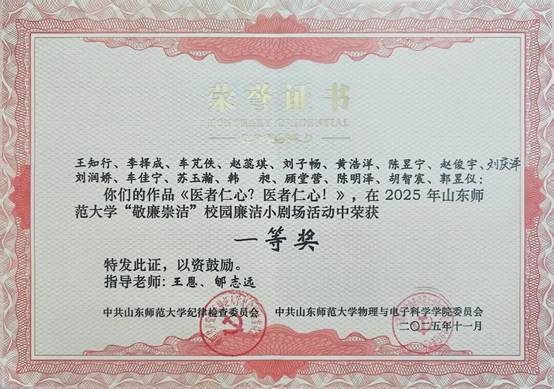 荣誉证书
HONORARY CREDENTIAL
王知行、李择成、车芃佚、赵蕊琪、刘子畅、黄浩洋、陈昱宁、赵俊宇、刘庆泽
刘润娇、车佳宁、苏玉瀚、韩 昶、顾堂营、陈明泽、胡智宸、郭昱仪:
你们的作品《医者仁心?医者仁心!》,在 2025 年山东师
范大学“敬廉崇洁”校园廉洁小剧场活动中荣获
一等奖
特发此证,以资鼓励。
指导老师:王恩、郇志远
中共山东师范大学纪律检查委员会 中共山东师范大学物理与电子科学学院委员会
二〇二五年十一月